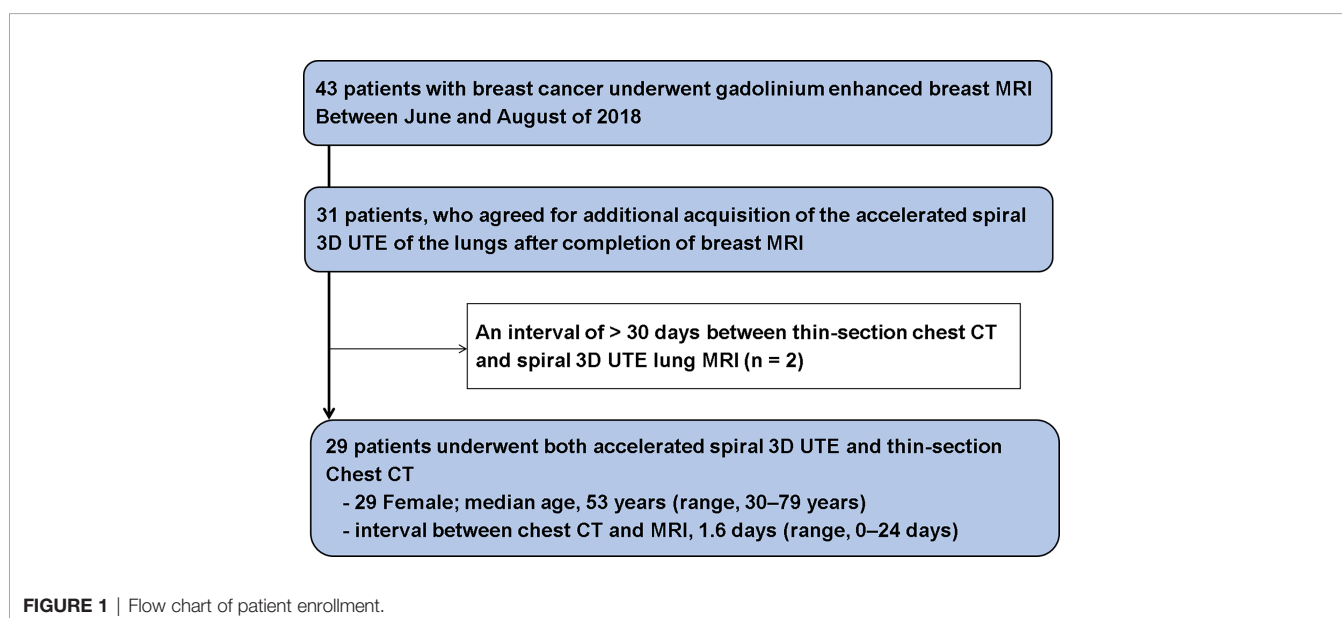 43 patients with breast cancer underwent gadolinium enhanced breast MRI
Between June and August of 2018
31 patients, who agreed for additional acquisition of the accelerated spiral
3D UTE of the lungs after completion of breast MRI
An interval of > 30 days between thin-section chest CT
and spiral 3D UTE lung MRI (n = 2)
29 patients underwent both accelerated spiral 3D UTE and thin-section
Chest CT
- 29 Female; median age, 53 years (range, 30–79 years)
- interval between chest CT and MRI, 1.6 days (range, 0–24 days)
FIGURE 1 | Flow chart of patient enrollment.